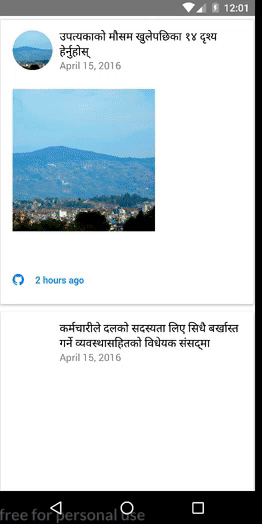 12:01
उपत्यकाको मौसम खुलेपछिका १४ दृश्य
हेर्नुहोस्
April 15, 2016
2 hours ago
कर्मचारीले दलको सदस्यता लिए सिधै बर्खास्त
गर्ने व्यवस्थासहितको विधेयक संसद्‌मा
April 15, 2016
free for personal use